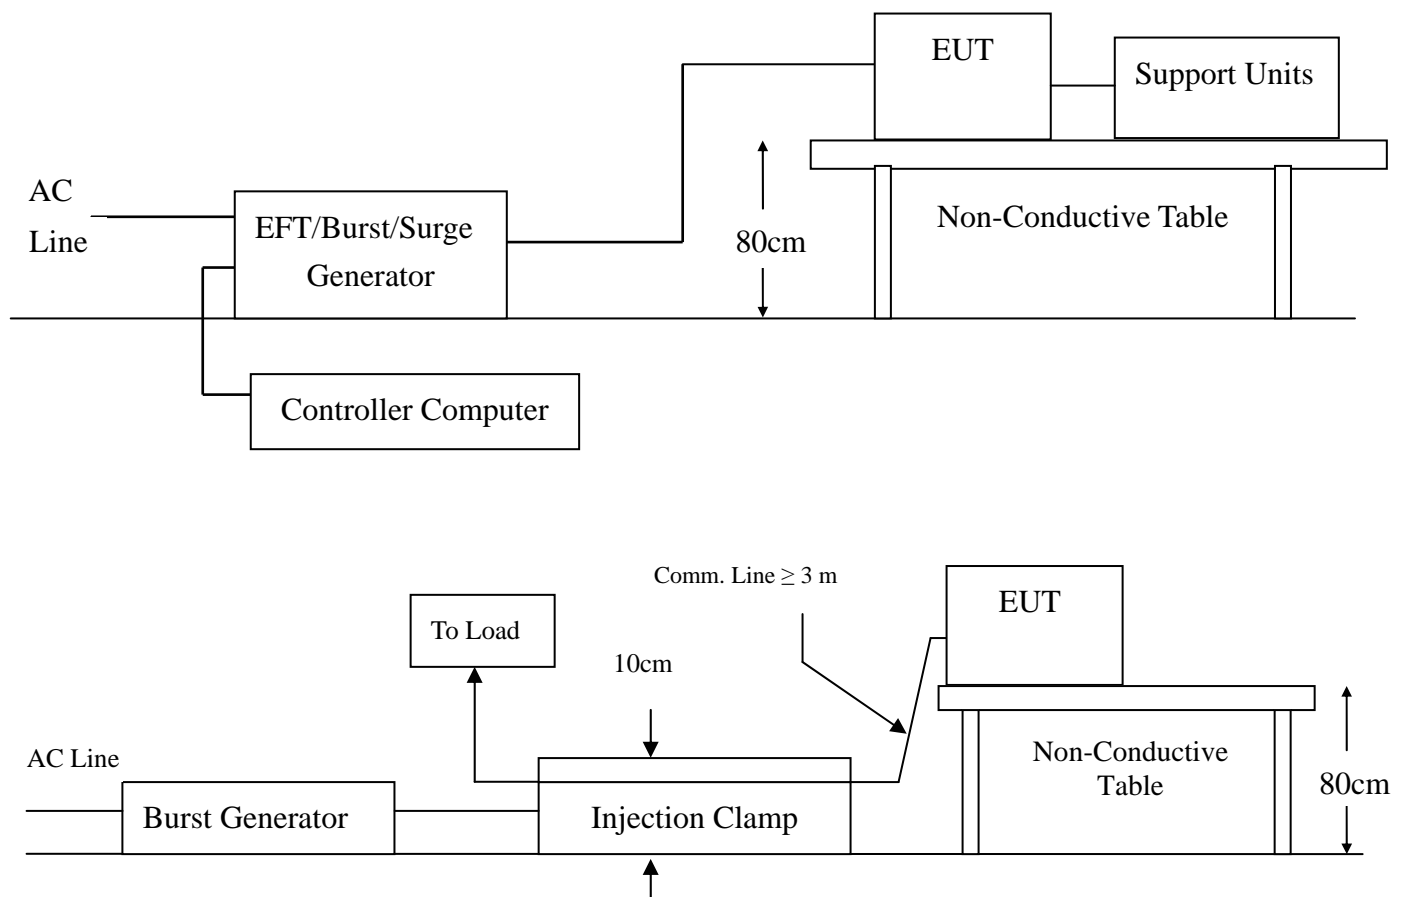 EUT
Support Units
AC
Line
EFT/Burst/Surge
Generator
80cm
Non-Conductive Table
Controller Computer
Comm. Line ≥ 3 m
EUT
To Load
10cm
AC Line
Burst Generator
Injection Clamp
Non-Conductive
Table
80cm